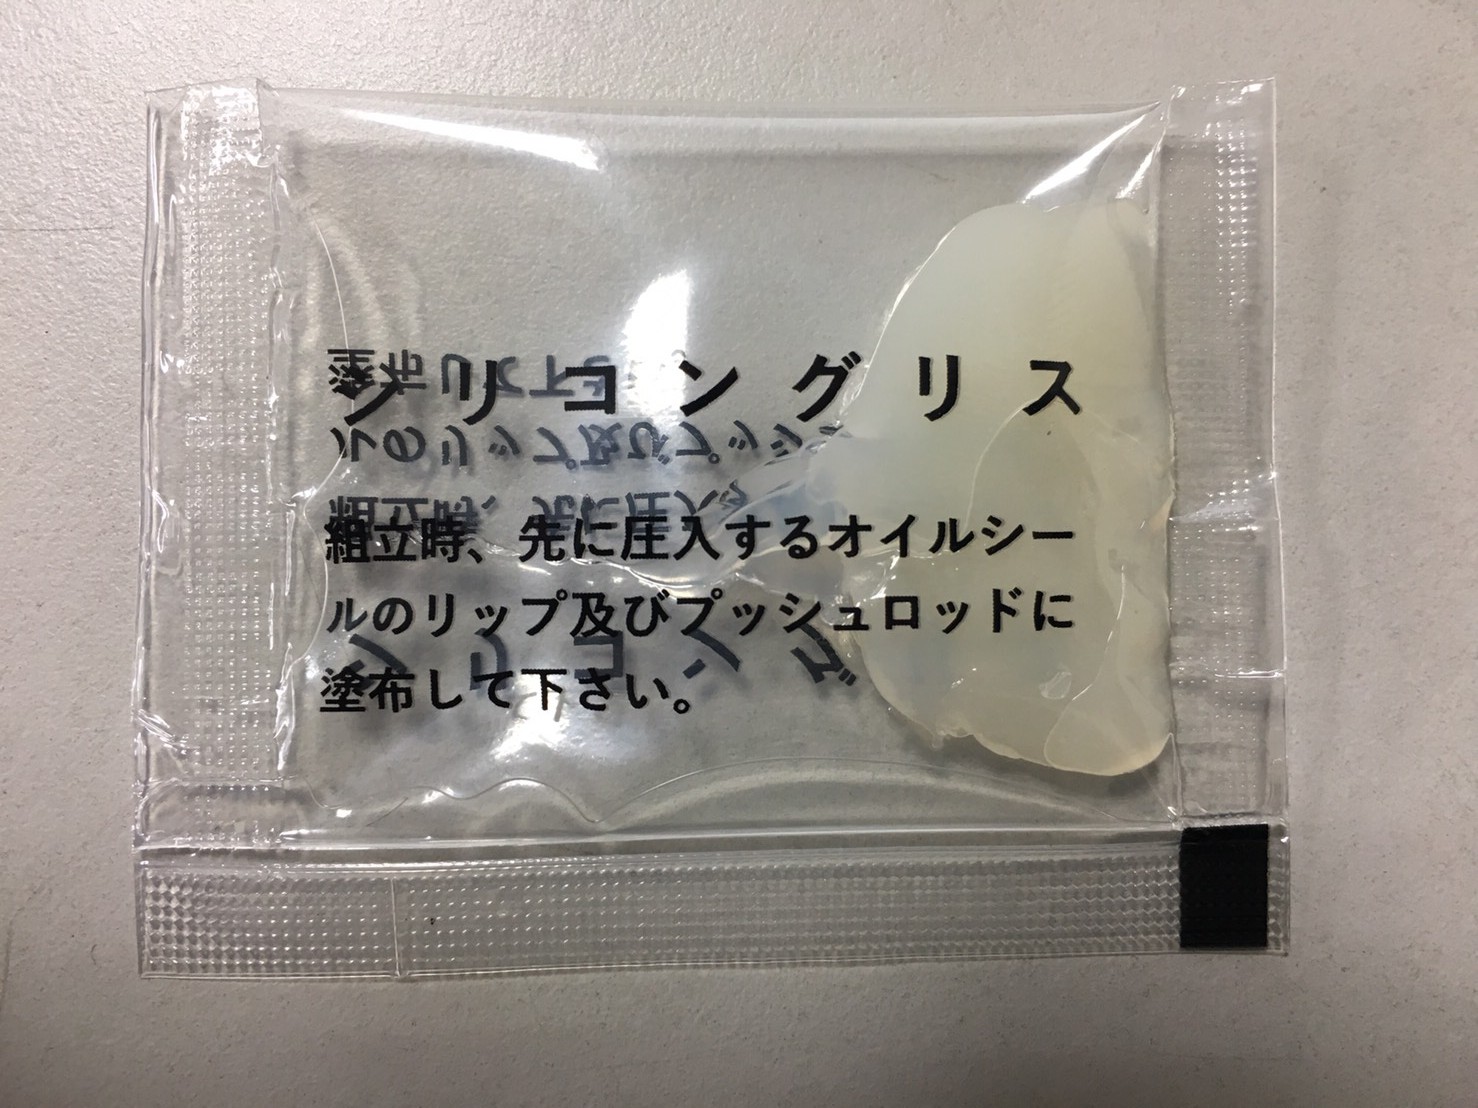 シリコングリス
組立時、先に圧入するオイルシー
ルのリップ及びプッシュロッドに
塗布して下さい。